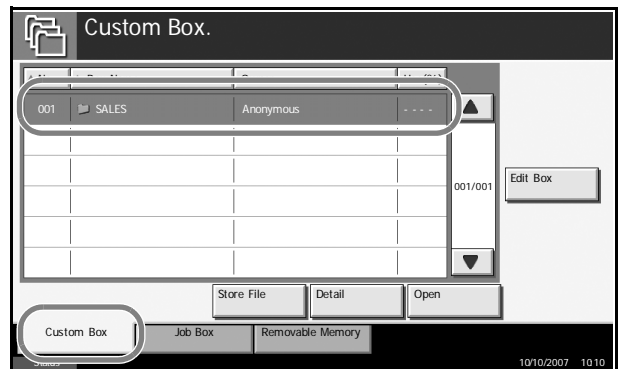 Custom Box.
001 SALES Anonymous - - - -
001/001
Edit Box
Store File Detail Open
Custom Box Job Box Removable Memory
Status 10/10/2007 10:10